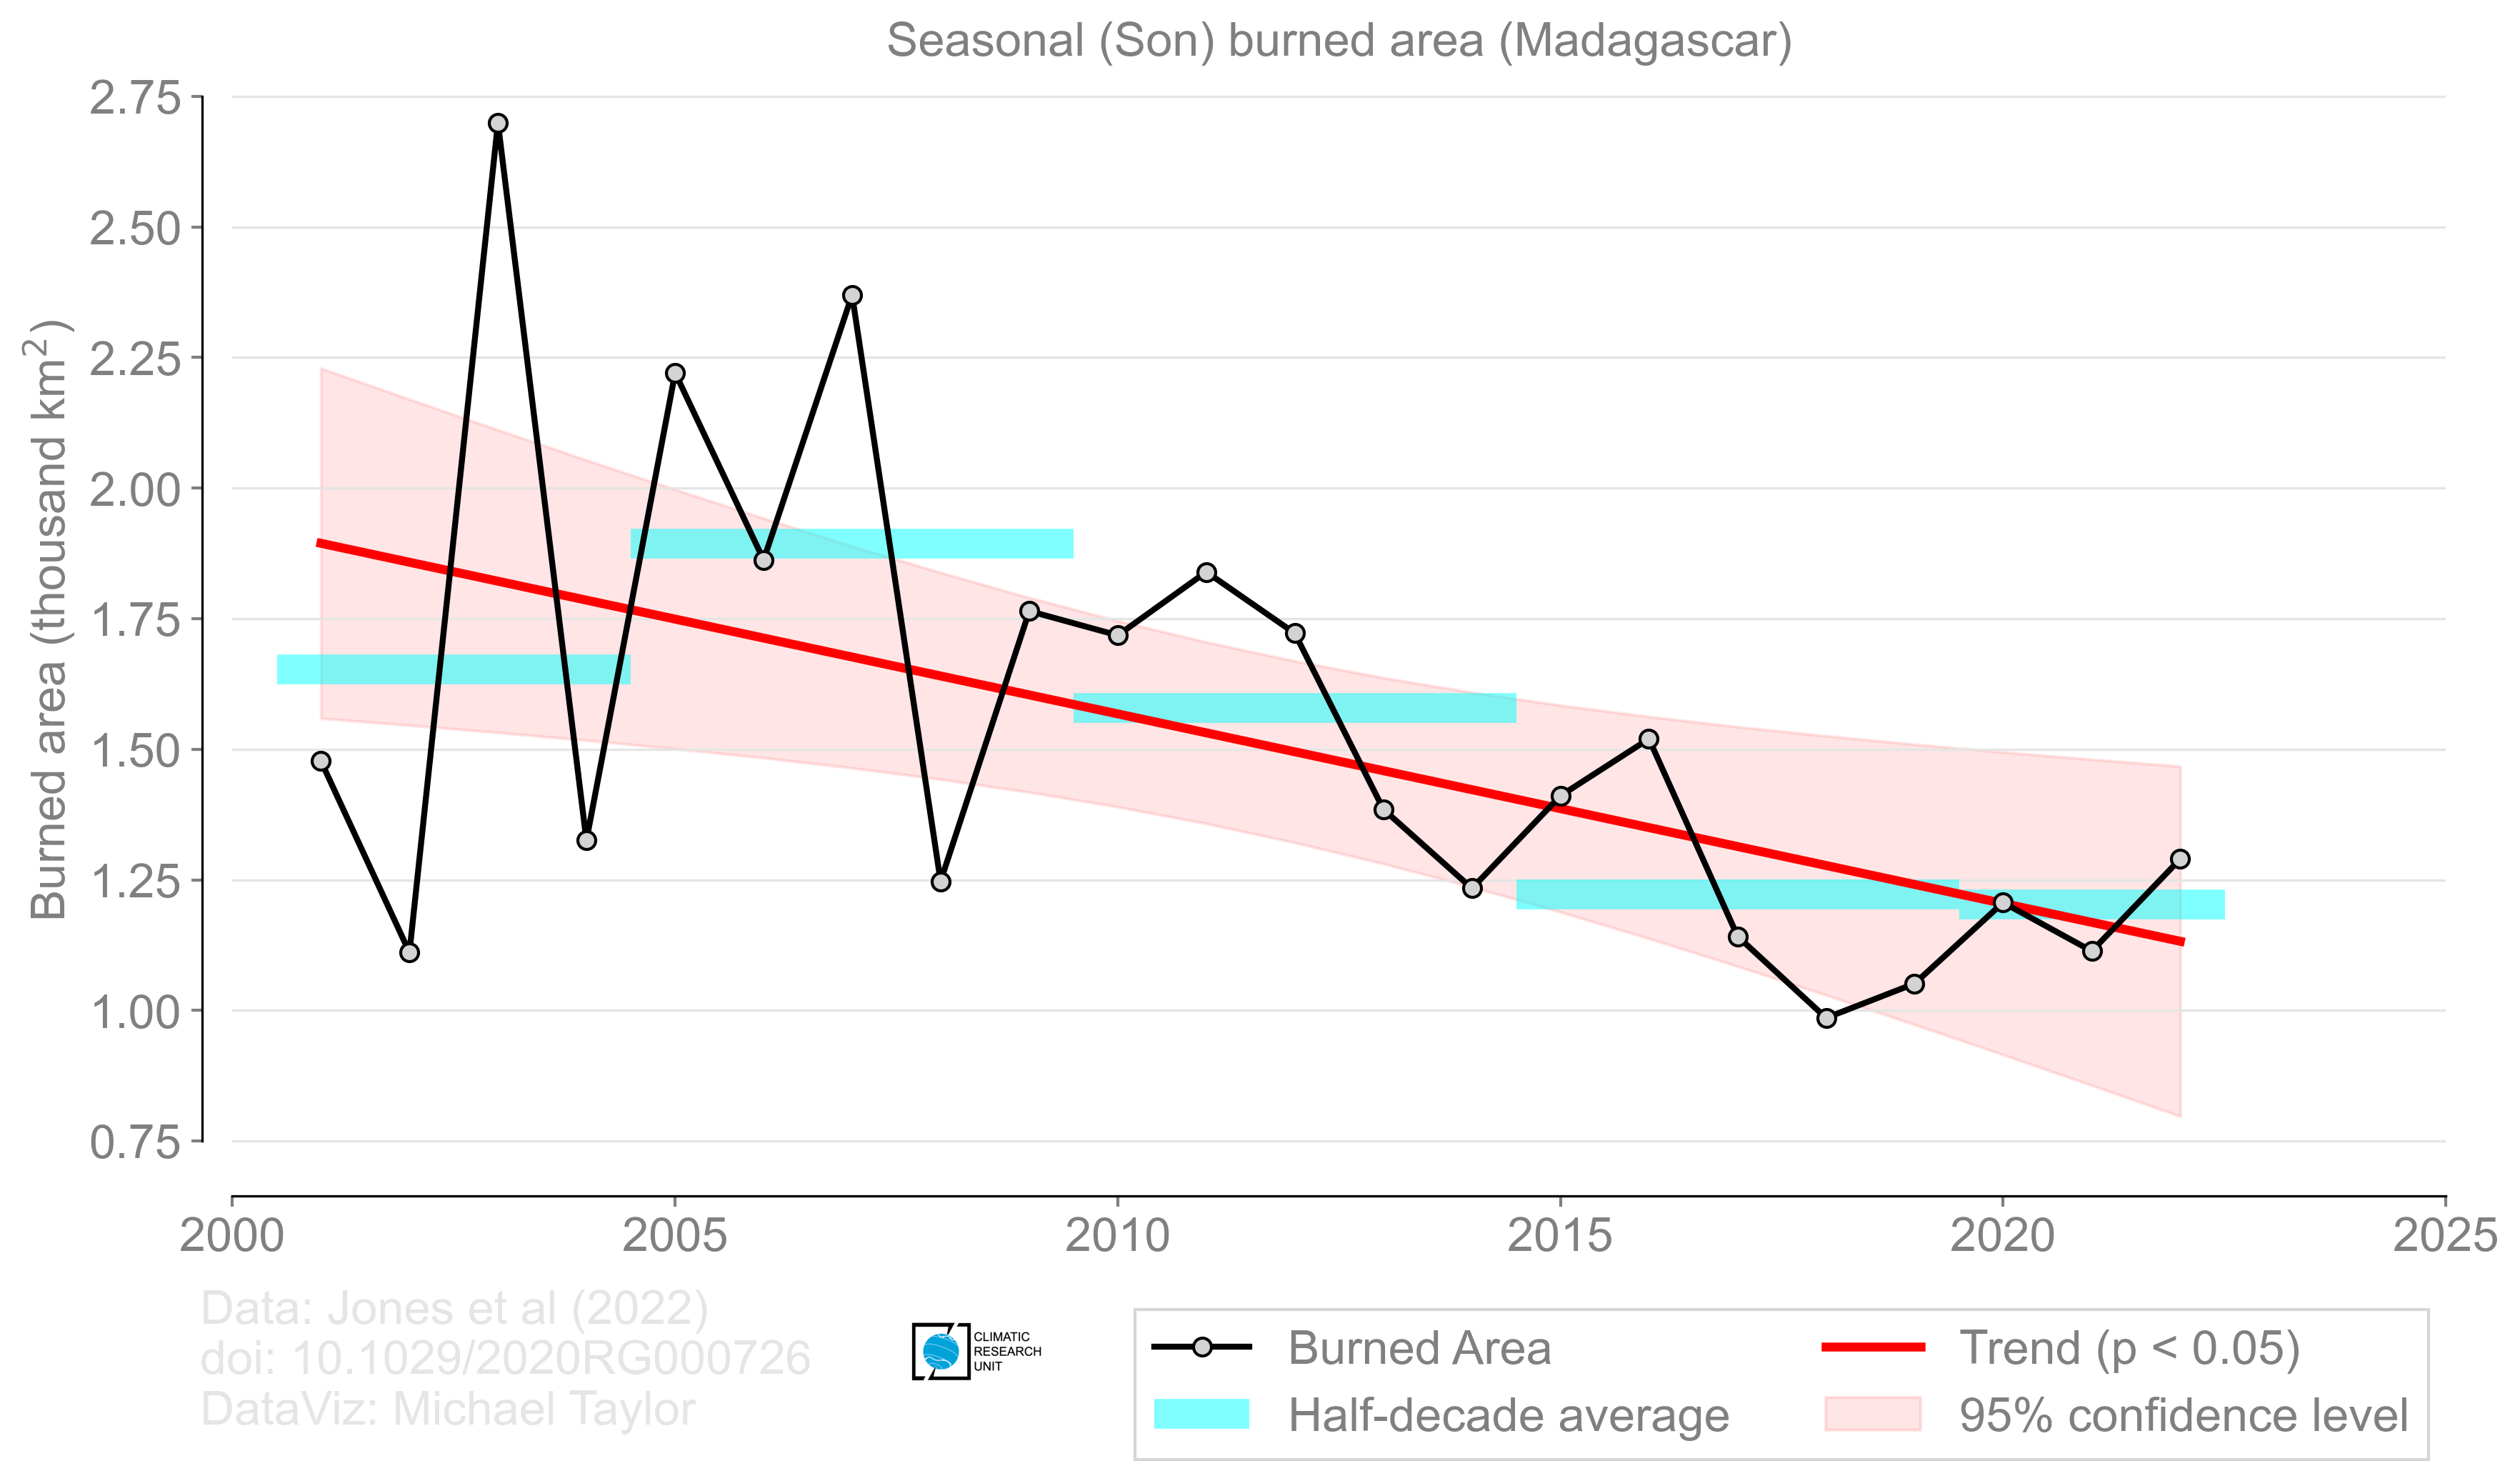 Seasonal (Son) burned area (Madagascar)
Burned area (thousand km²)
2.75
2.50
2.25
2.00
1.75
1.50
1.25
1.00
0.75
2000 2005 2010 2015 2020 2025
Data: Jones et al (2022)
doi: 10.1029/2020RG000726
DataViz: Michael Taylor
CLIMATIC
RESEARCH
UNIT
Burned Area
Half-decade average
Trend (p < 0.05)
95% confidence level